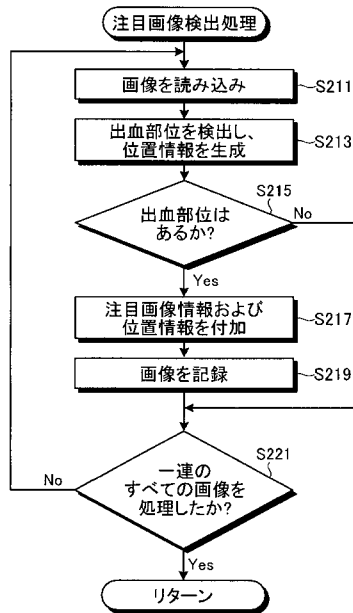 注目画像検出処理
画像を読み込み
S211
出血部位を検出し、
位置情報を生成
S213
S215
出血部位は
あるか?
No
Yes
注目画像情報および
位置情報を付加
S217
画像を記録
S219
S221
一連の
すべての画像を
処理したか?
No
Yes
リターン